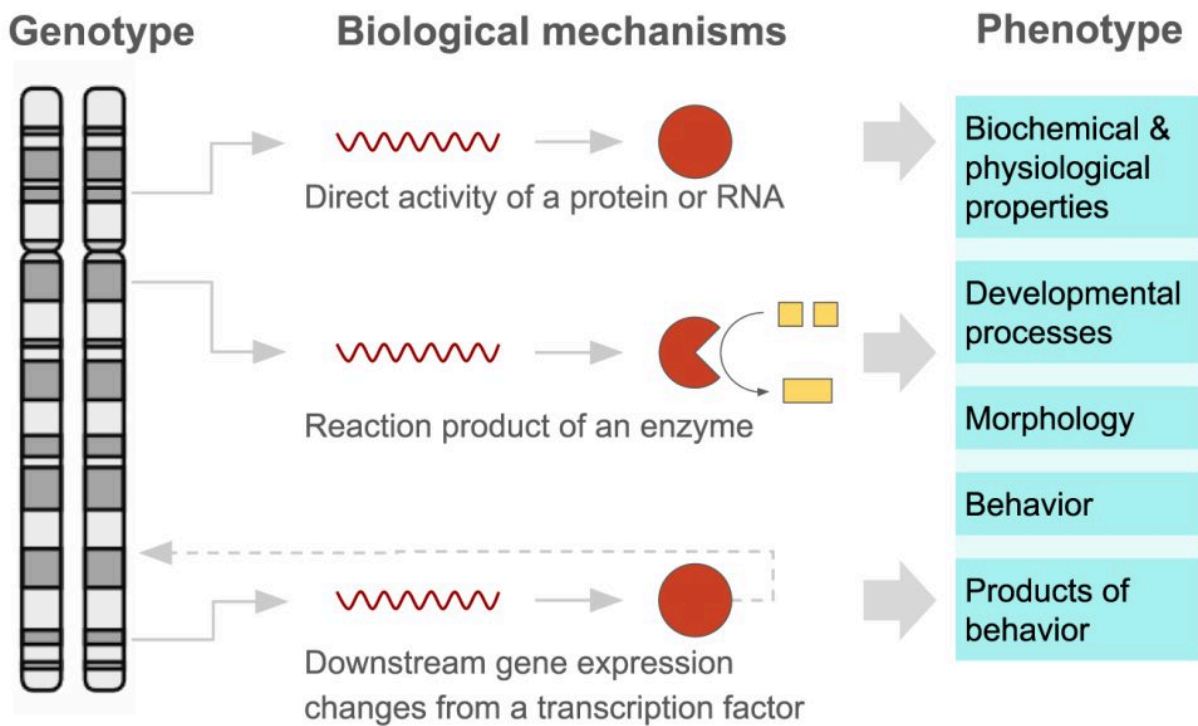 Genotype
Biological mechanisms
Phenotype
Direct activity of a protein or RNA
Reaction product of an enzyme
Downstream gene expression
changes from a transcription factor
Biochemical &
physiological
properties
Developmental
processes
Morphology
Behavior
Products of
behavior